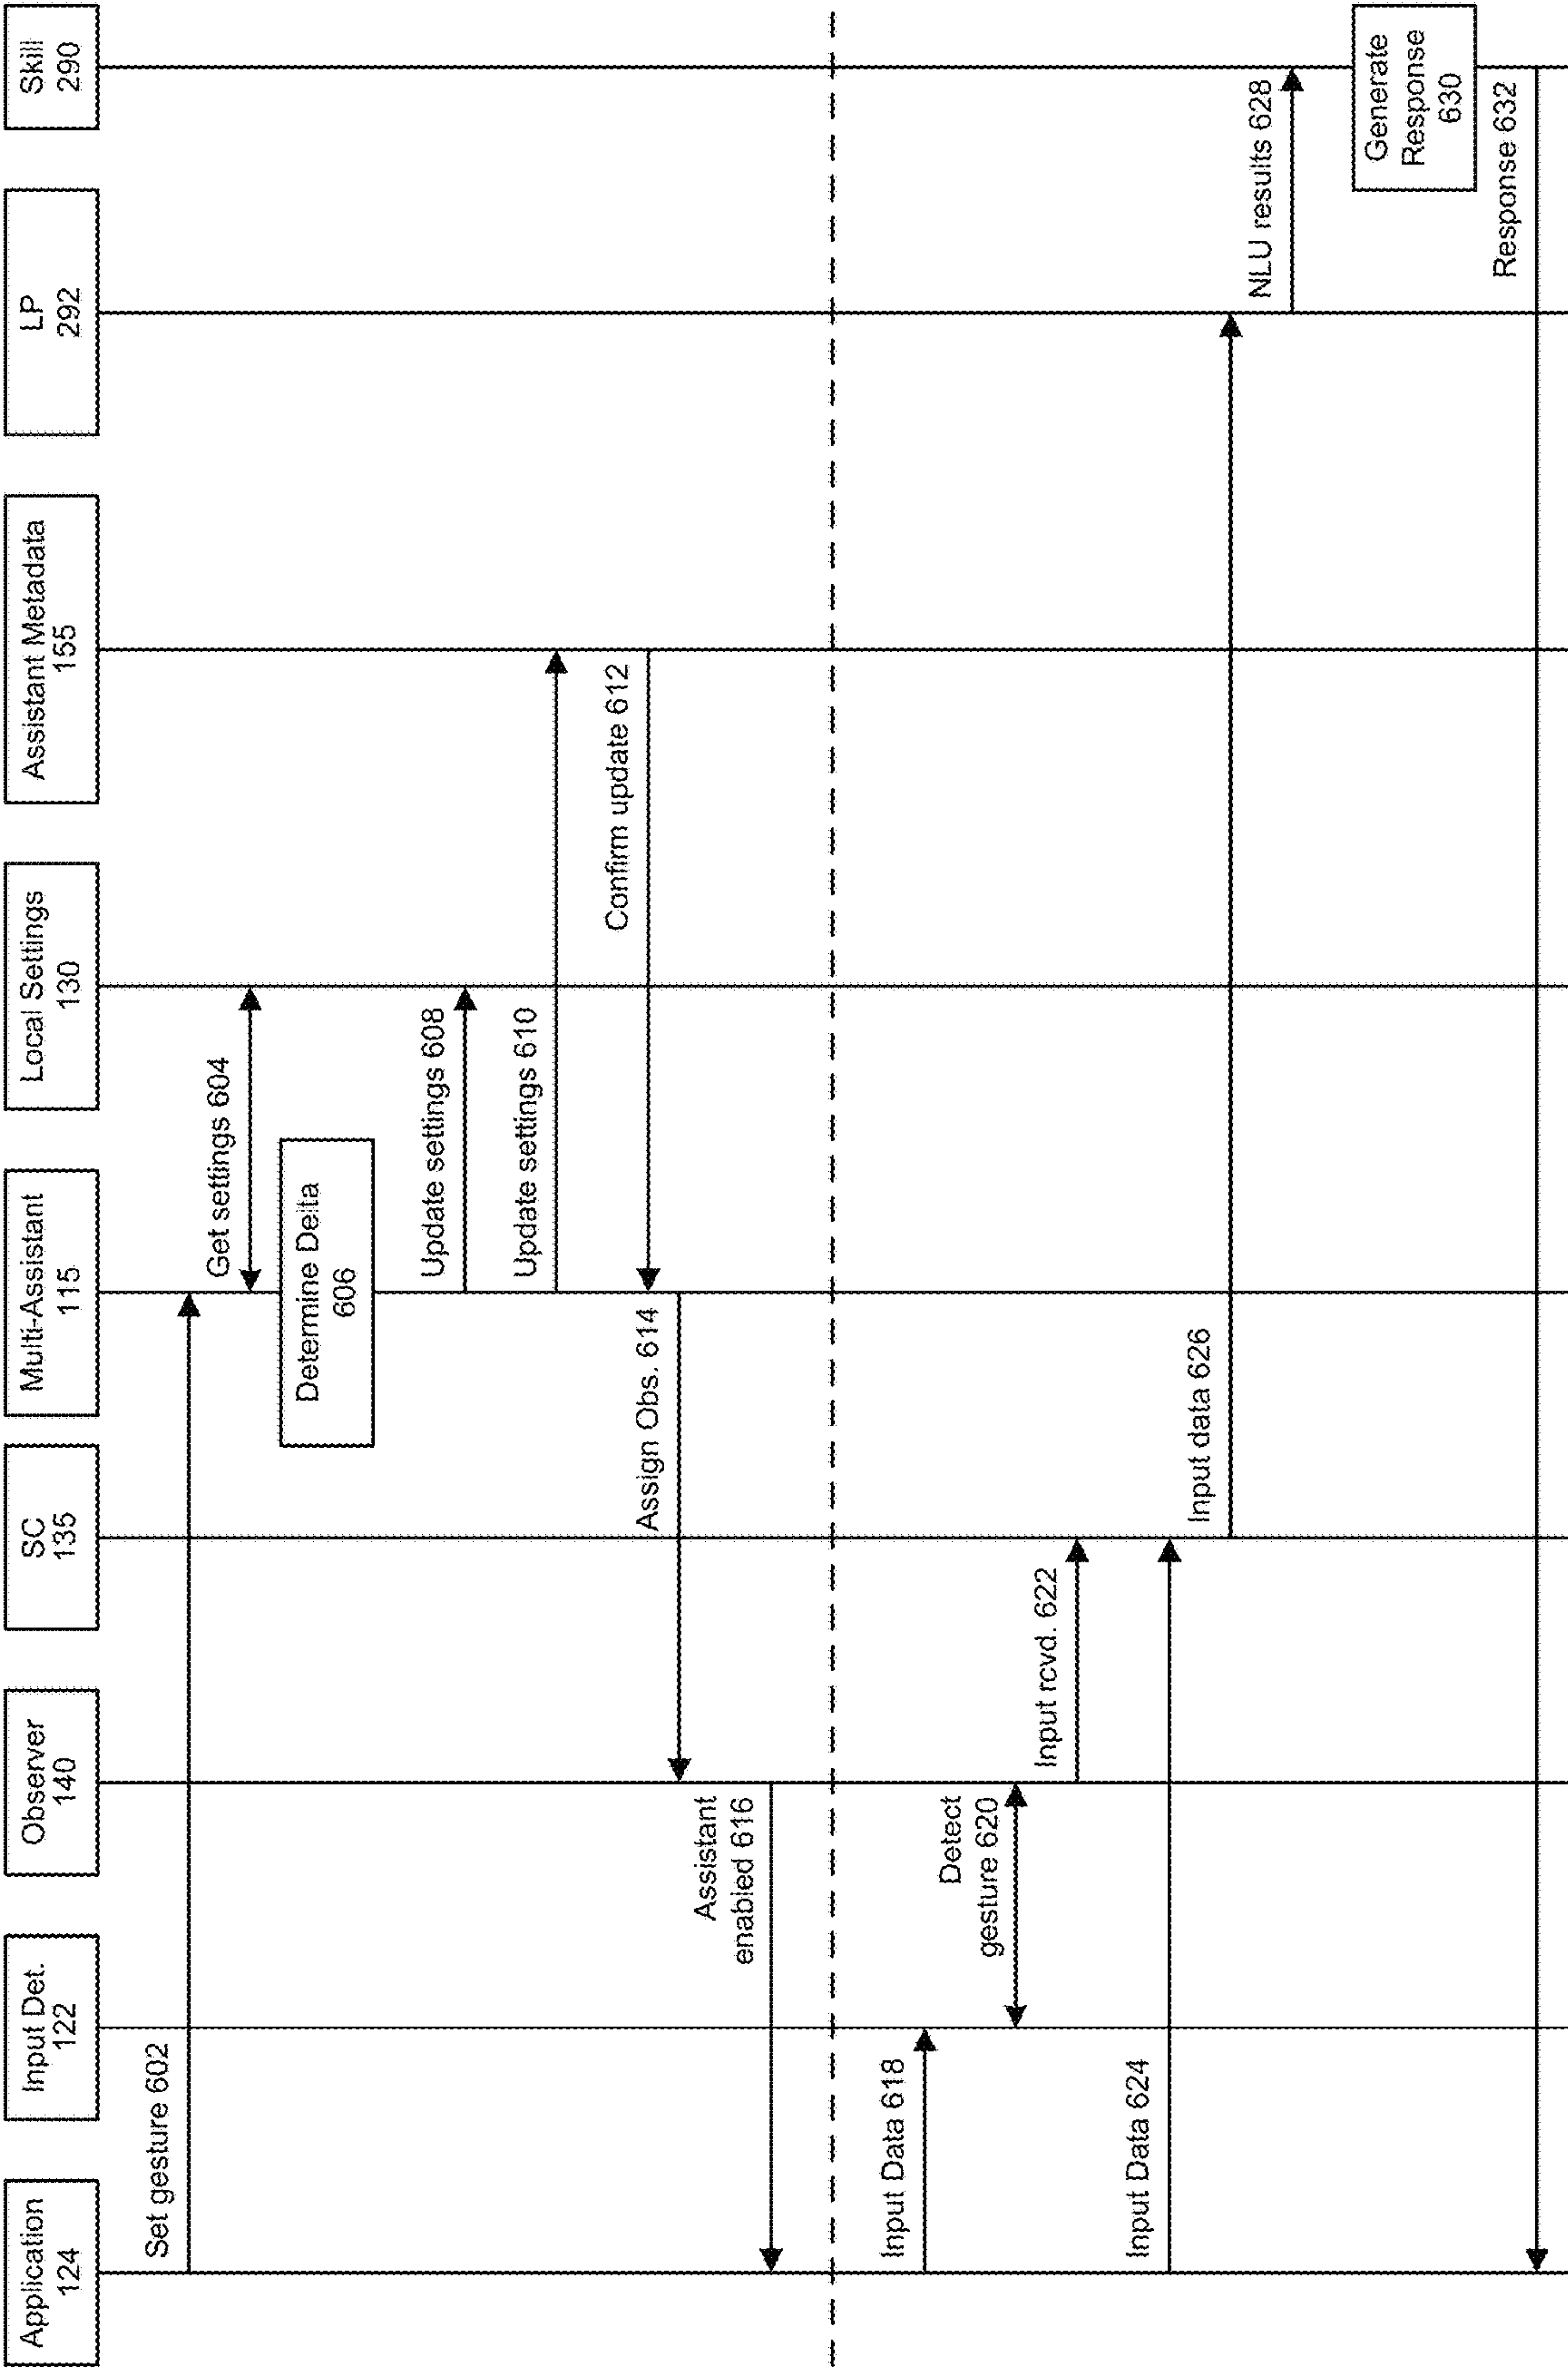 Application
124
Input Det.
122
Observer
140
SC
135
Multi-Assistant
115
Local Settings
130
Assistant Metadata
155
LP
292
Skill
290
Set gesture 602
Get settings 604
Determine Delta
606
Update settings 608
Update settings 610
Confirm update 612
Assign Obs. 614
Assistant
enabled 616
Input Data 618
Detect
gesture 620
Input rcvd. 622
Input Data 624
Input data 626
NLU results 628
Generate
Response
630
Response 632